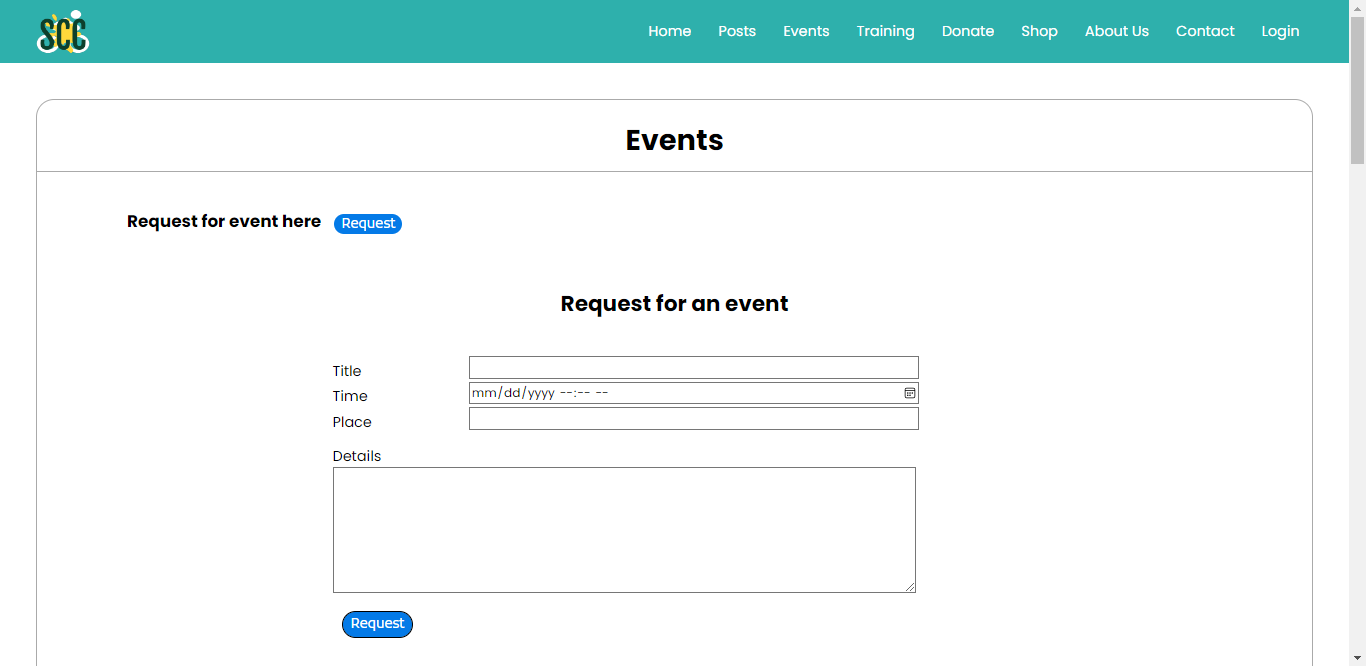 SCC
Home Posts Events Training Donate Shop About Us Contact Login
Events
Request for event here Request
Request for an event
Title
Time mm/dd/yyyy --:-- --
Place
Details
Request